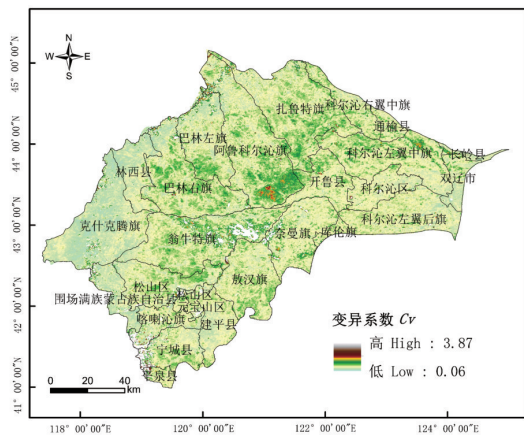 N
W E
S
45° 00′00″N
44° 00′00″N
43° 00′00″N
42° 00′00″N
41° 00′00″N
科尔沁右翼中旗
扎鲁特旗
通榆县
巴林左旗
阿鲁科尔沁旗
科尔沁左翼中旗
长岭县
林西县
巴林右旗
开鲁县
科尔沁区
双辽市
克什克腾旗
科尔沁左翼后旗
翁牛特旗
奈曼旗
库伦旗
敖汉旗
松山区
松山区
围场满族蒙古族自治县
元宝山区
喀喇沁旗
建平县
宁城县
平泉县
变异系数 Cv
高 High : 3.87
低 Low : 0.06
0 20 40
km
118° 00′00″E
120° 00′00″E
122° 00′00″E
124° 00′00″E